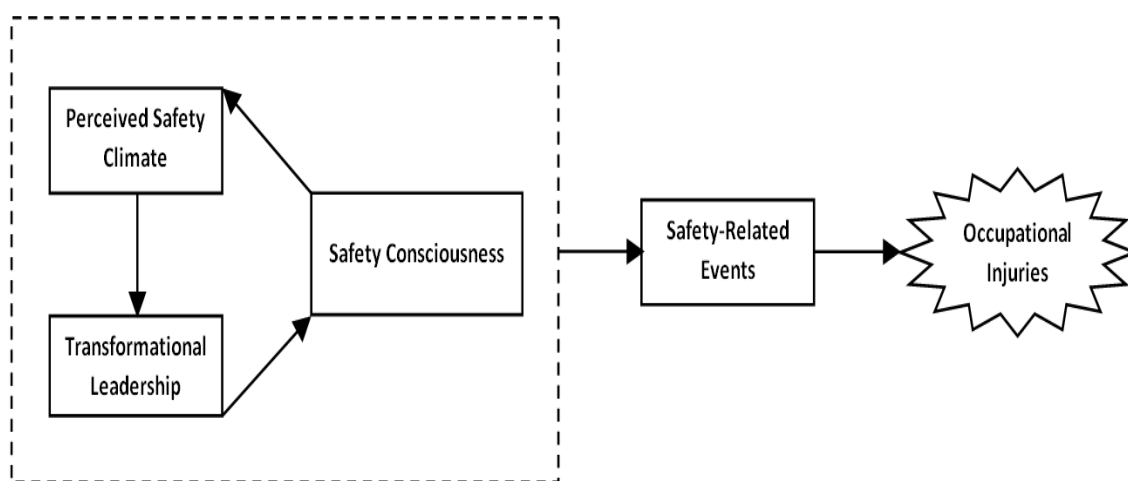 Perceived Safety
Climate
Transformational
Leadership
Safety Consciousness
Safety-Related
Events
Occupational
Injuries